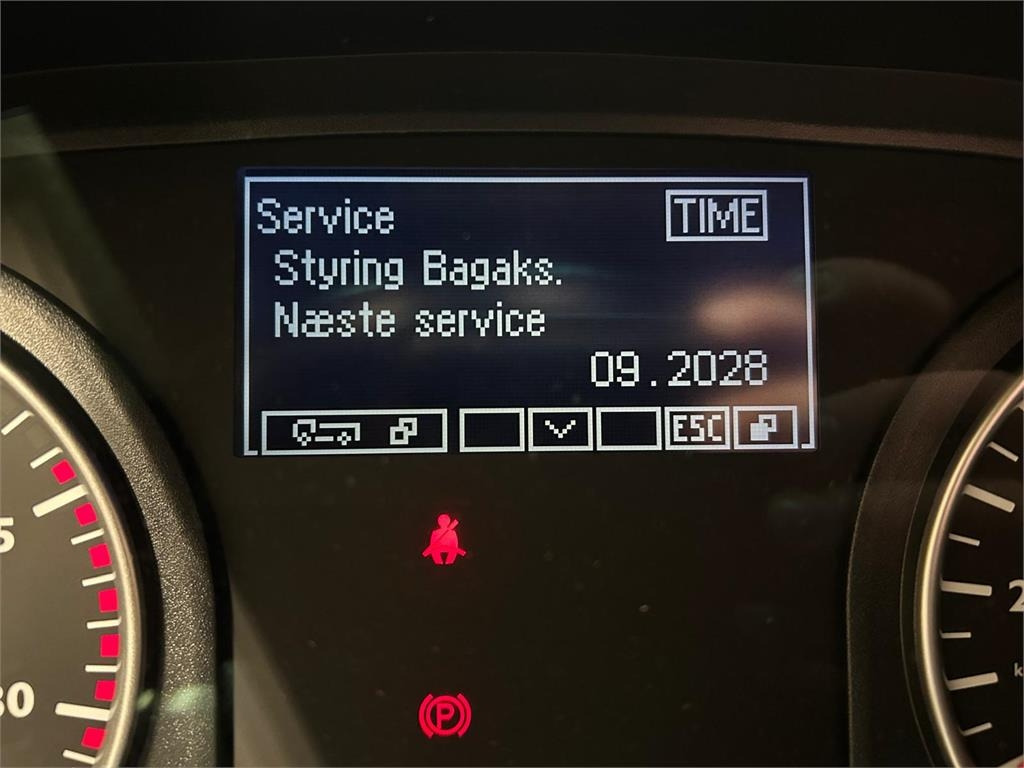 Service TIME
Styring Bagaks.
Næste service
09.2028
ESC
P